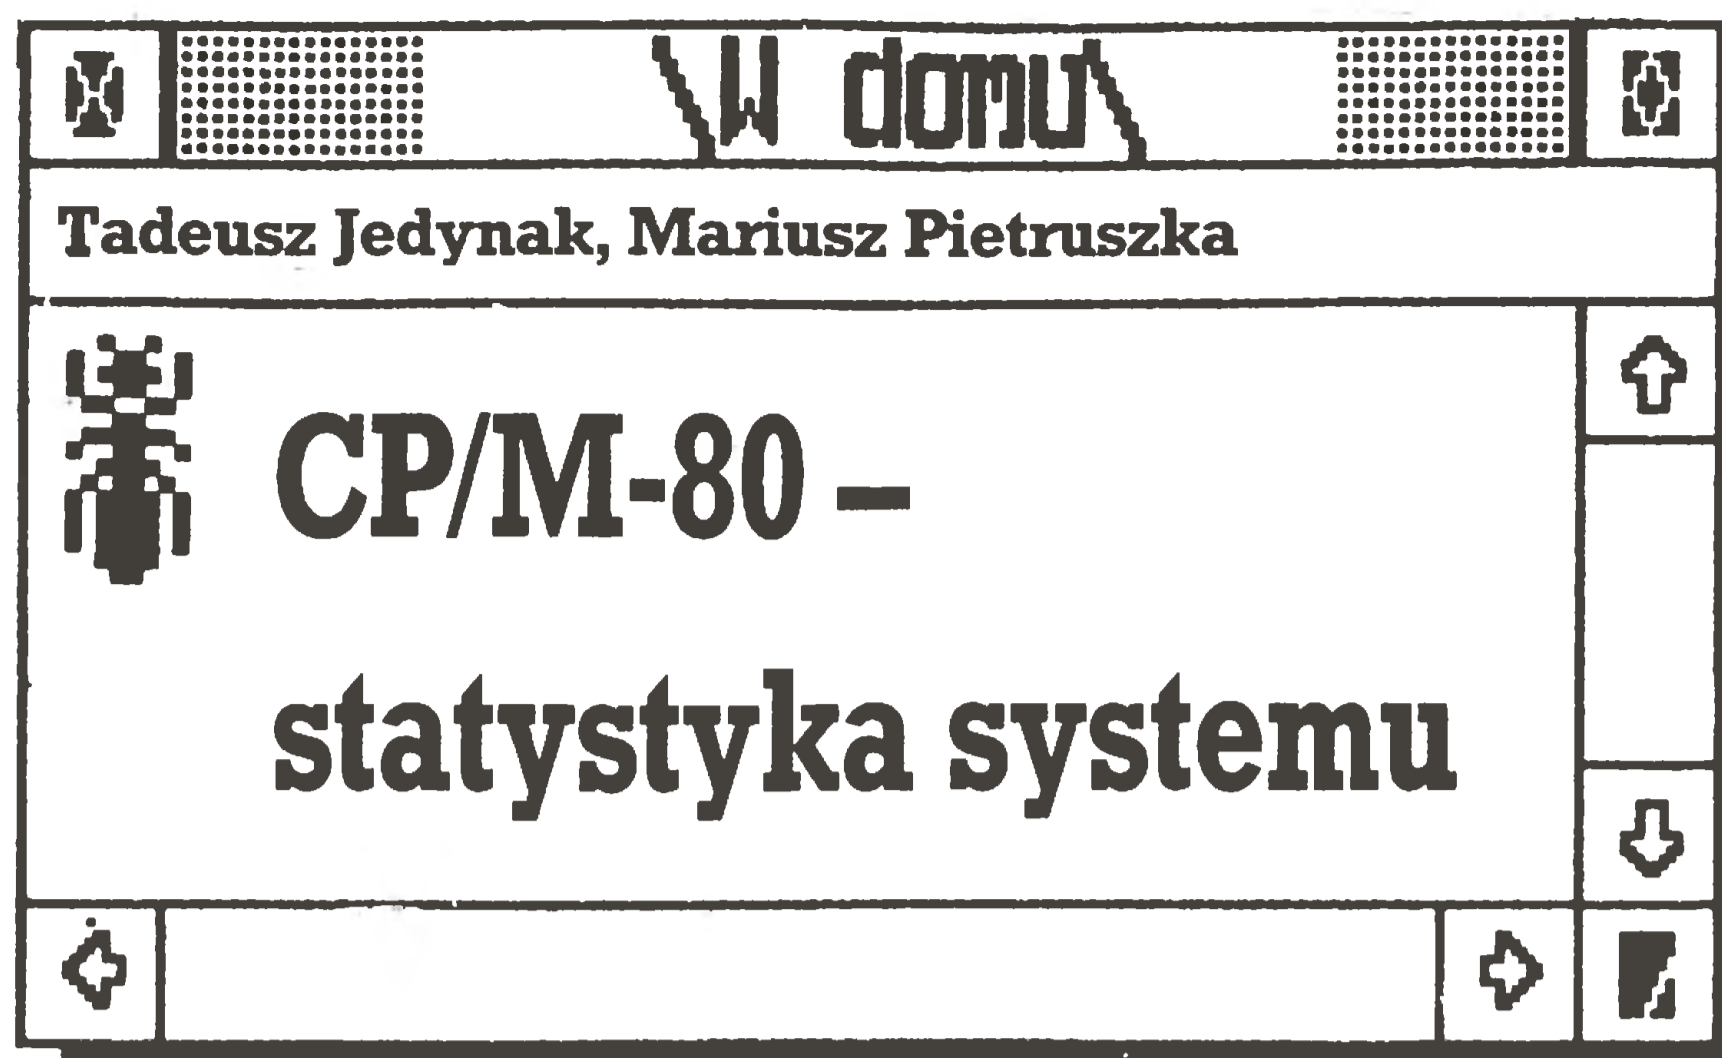 \W domu\
Tadeusz Jedynak, Mariusz Pietruszka
CP/M-80 –
statystyka systemu